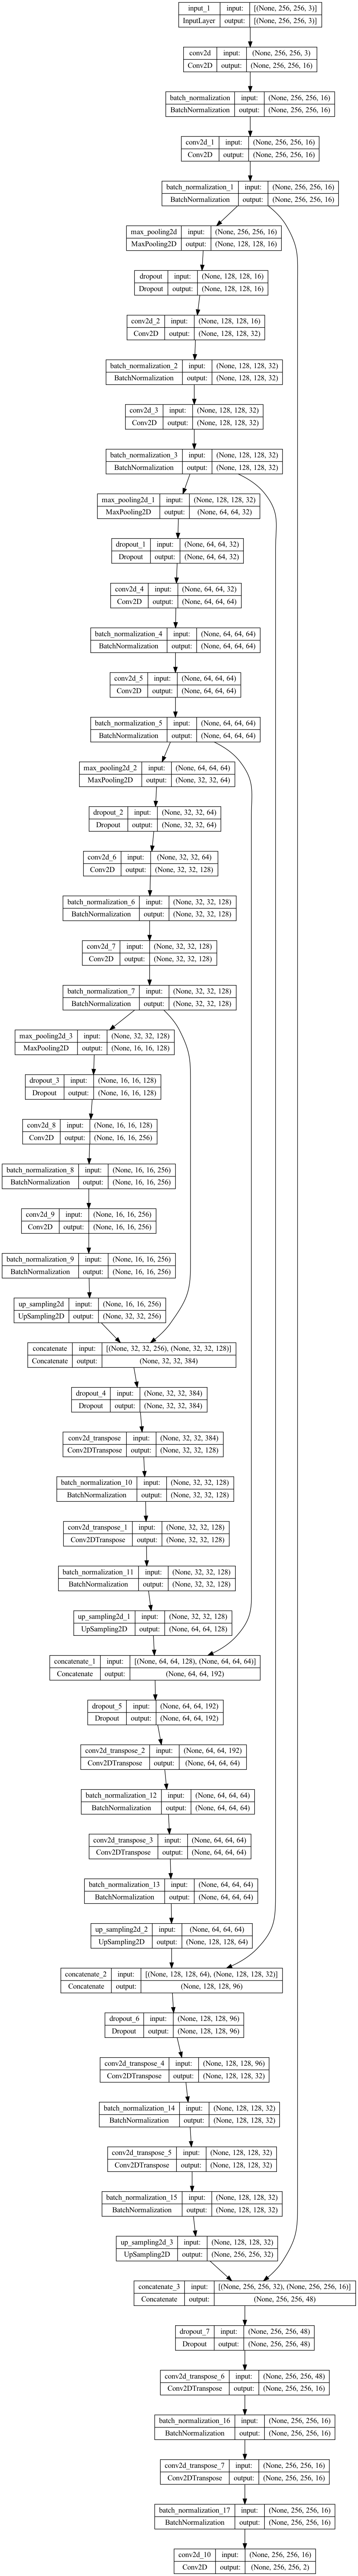 input_1 input: [(None, 256, 256, 3)]
InputLayer output: [(None, 256, 256, 3)]
conv2d input: (None, 256, 256, 3)
Conv2D output: (None, 256, 256, 16)
batch_normalization input: (None, 256, 256, 16)
BatchNormalization output: (None, 256, 256, 16)
conv2d_1 input: (None, 256, 256, 16)
Conv2D output: (None, 256, 256, 16)
batch_normalization_1 input: (None, 256, 256, 16)
BatchNormalization output: (None, 256, 256, 16)
max_pooling2d input: (None, 256, 256, 16)
MaxPooling2D output: (None, 128, 128, 16)
dropout input: (None, 128, 128, 16)
Dropout output: (None, 128, 128, 16)
conv2d_2 input: (None, 128, 128, 16)
Conv2D output: (None, 128, 128, 32)
batch_normalization_2 input: (None, 128, 128, 32)
BatchNormalization output: (None, 128, 128, 32)
conv2d_3 input: (None, 128, 128, 32)
Conv2D output: (None, 128, 128, 32)
batch_normalization_3 input: (None, 128, 128, 32)
BatchNormalization output: (None, 128, 128, 32)
max_pooling2d_1 input: (None, 128, 128, 32)
MaxPooling2D output: (None, 64, 64, 32)
dropout_1 input: (None, 64, 64, 32)
Dropout output: (None, 64, 64, 32)
conv2d_4 input: (None, 64, 64, 32)
Conv2D output: (None, 64, 64, 64)
batch_normalization_4 input: (None, 64, 64, 64)
BatchNormalization output: (None, 64, 64, 64)
conv2d_5 input: (None, 64, 64, 64)
Conv2D output: (None, 64, 64, 64)
batch_normalization_5 input: (None, 64, 64, 64)
BatchNormalization output: (None, 64, 64, 64)
max_pooling2d_2 input: (None, 64, 64, 64)
MaxPooling2D output: (None, 32, 32, 64)
dropout_2 input: (None, 32, 32, 64)
Dropout output: (None, 32, 32, 64)
conv2d_6 input: (None, 32, 32, 64)
Conv2D output: (None, 32, 32, 128)
batch_normalization_6 input: (None, 32, 32, 128)
BatchNormalization output: (None, 32, 32, 128)
conv2d_7 input: (None, 32, 32, 128)
Conv2D output: (None, 32, 32, 128)
batch_normalization_7 input: (None, 32, 32, 128)
BatchNormalization output: (None, 32, 32, 128)
max_pooling2d_3 input: (None, 32, 32, 128)
MaxPooling2D output: (None, 16, 16, 128)
dropout_3 input: (None, 16, 16, 128)
Dropout output: (None, 16, 16, 128)
conv2d_8 input: (None, 16, 16, 128)
Conv2D output: (None, 16, 16, 256)
batch_normalization_8 input: (None, 16, 16, 256)
BatchNormalization output: (None, 16, 16, 256)
conv2d_9 input: (None, 16, 16, 256)
Conv2D output: (None, 16, 16, 256)
batch_normalization_9 input: (None, 16, 16, 256)
BatchNormalization output: (None, 16, 16, 256)
up_sampling2d input: (None, 16, 16, 256)
UpSampling2D output: (None, 32, 32, 256)
concatenate input: [(None, 32, 32, 256), (None, 32, 32, 128)]
Concatenate output: (None, 32, 32, 384)
dropout_4 input: (None, 32, 32, 384)
Dropout output: (None, 32, 32, 384)
conv2d_transpose input: (None, 32, 32, 384)
Conv2DTranspose output: (None, 32, 32, 128)
batch_normalization_10 input: (None, 32, 32, 128)
BatchNormalization output: (None, 32, 32, 128)
conv2d_transpose_1 input: (None, 32, 32, 128)
Conv2DTranspose output: (None, 32, 32, 128)
batch_normalization_11 input: (None, 32, 32, 128)
BatchNormalization output: (None, 32, 32, 128)
up_sampling2d_1 input: (None, 32, 32, 128)
UpSampling2D output: (None, 64, 64, 128)
concatenate_1 input: [(None, 64, 64, 128), (None, 64, 64, 64)]
Concatenate output: (None, 64, 64, 192)
dropout_5 input: (None, 64, 64, 192)
Dropout output: (None, 64, 64, 192)
conv2d_transpose_2 input: (None, 64, 64, 192)
Conv2DTranspose output: (None, 64, 64, 64)
batch_normalization_12 input: (None, 64, 64, 64)
BatchNormalization output: (None, 64, 64, 64)
conv2d_transpose_3 input: (None, 64, 64, 64)
Conv2DTranspose output: (None, 64, 64, 64)
batch_normalization_13 input: (None, 64, 64, 64)
BatchNormalization output: (None, 64, 64, 64)
up_sampling2d_2 input: (None, 64, 64, 64)
UpSampling2D output: (None, 128, 128, 64)
concatenate_2 input: [(None, 128, 128, 64), (None, 128, 128, 32)]
Concatenate output: (None, 128, 128, 96)
dropout_6 input: (None, 128, 128, 96)
Dropout output: (None, 128, 128, 96)
conv2d_transpose_4 input: (None, 128, 128, 96)
Conv2DTranspose output: (None, 128, 128, 32)
batch_normalization_14 input: (None, 128, 128, 32)
BatchNormalization output: (None, 128, 128, 32)
conv2d_transpose_5 input: (None, 128, 128, 32)
Conv2DTranspose output: (None, 128, 128, 32)
batch_normalization_15 input: (None, 128, 128, 32)
BatchNormalization output: (None, 128, 128, 32)
up_sampling2d_3 input: (None, 128, 128, 32)
UpSampling2D output: (None, 256, 256, 32)
concatenate_3 input: [(None, 256, 256, 32), (None, 256, 256, 16)]
Concatenate output: (None, 256, 256, 48)
dropout_7 input: (None, 256, 256, 48)
Dropout output: (None, 256, 256, 48)
conv2d_transpose_6 input: (None, 256, 256, 48)
Conv2DTranspose output: (None, 256, 256, 16)
batch_normalization_16 input: (None, 256, 256, 16)
BatchNormalization output: (None, 256, 256, 16)
conv2d_transpose_7 input: (None, 256, 256, 16)
Conv2DTranspose output: (None, 256, 256, 16)
batch_normalization_17 input: (None, 256, 256, 16)
BatchNormalization output: (None, 256, 256, 16)
conv2d_10 input: (None, 256, 256, 16)
Conv2D output: (None, 256, 256, 2)